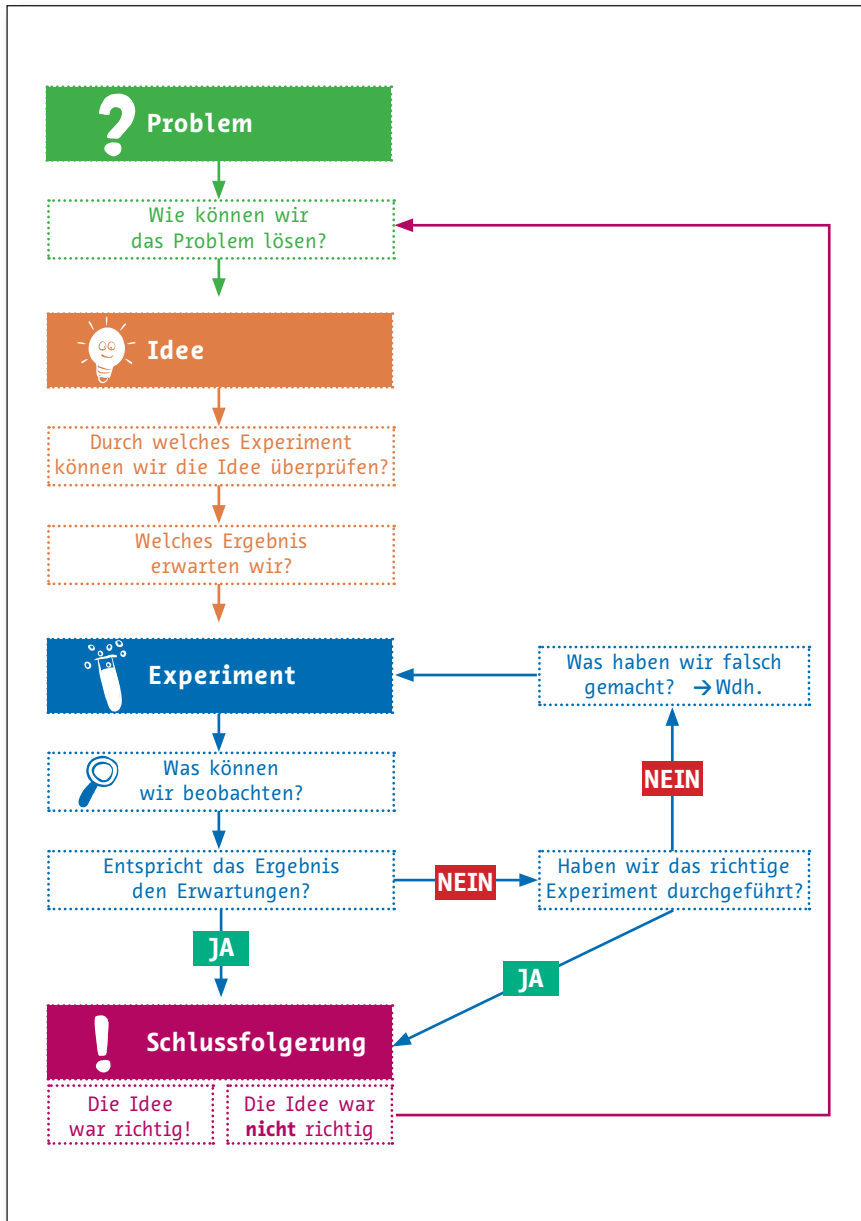 Problem
Wie können wir
das Problem lösen?
Idee
Durch welches Experiment
können wir die Idee überprüfen?
Welches Ergebnis
erwarten wir?
Experiment
Was haben wir falsch
gemacht? → Wdh.
Was können
wir beobachten?
NEIN
Entspricht das Ergebnis
den Erwartungen?
NEIN
Haben wir das richtige
Experiment durchgeführt?
JA
JA
Schlussfolgerung
Die Idee
war richtig!
Die Idee war
nicht richtig